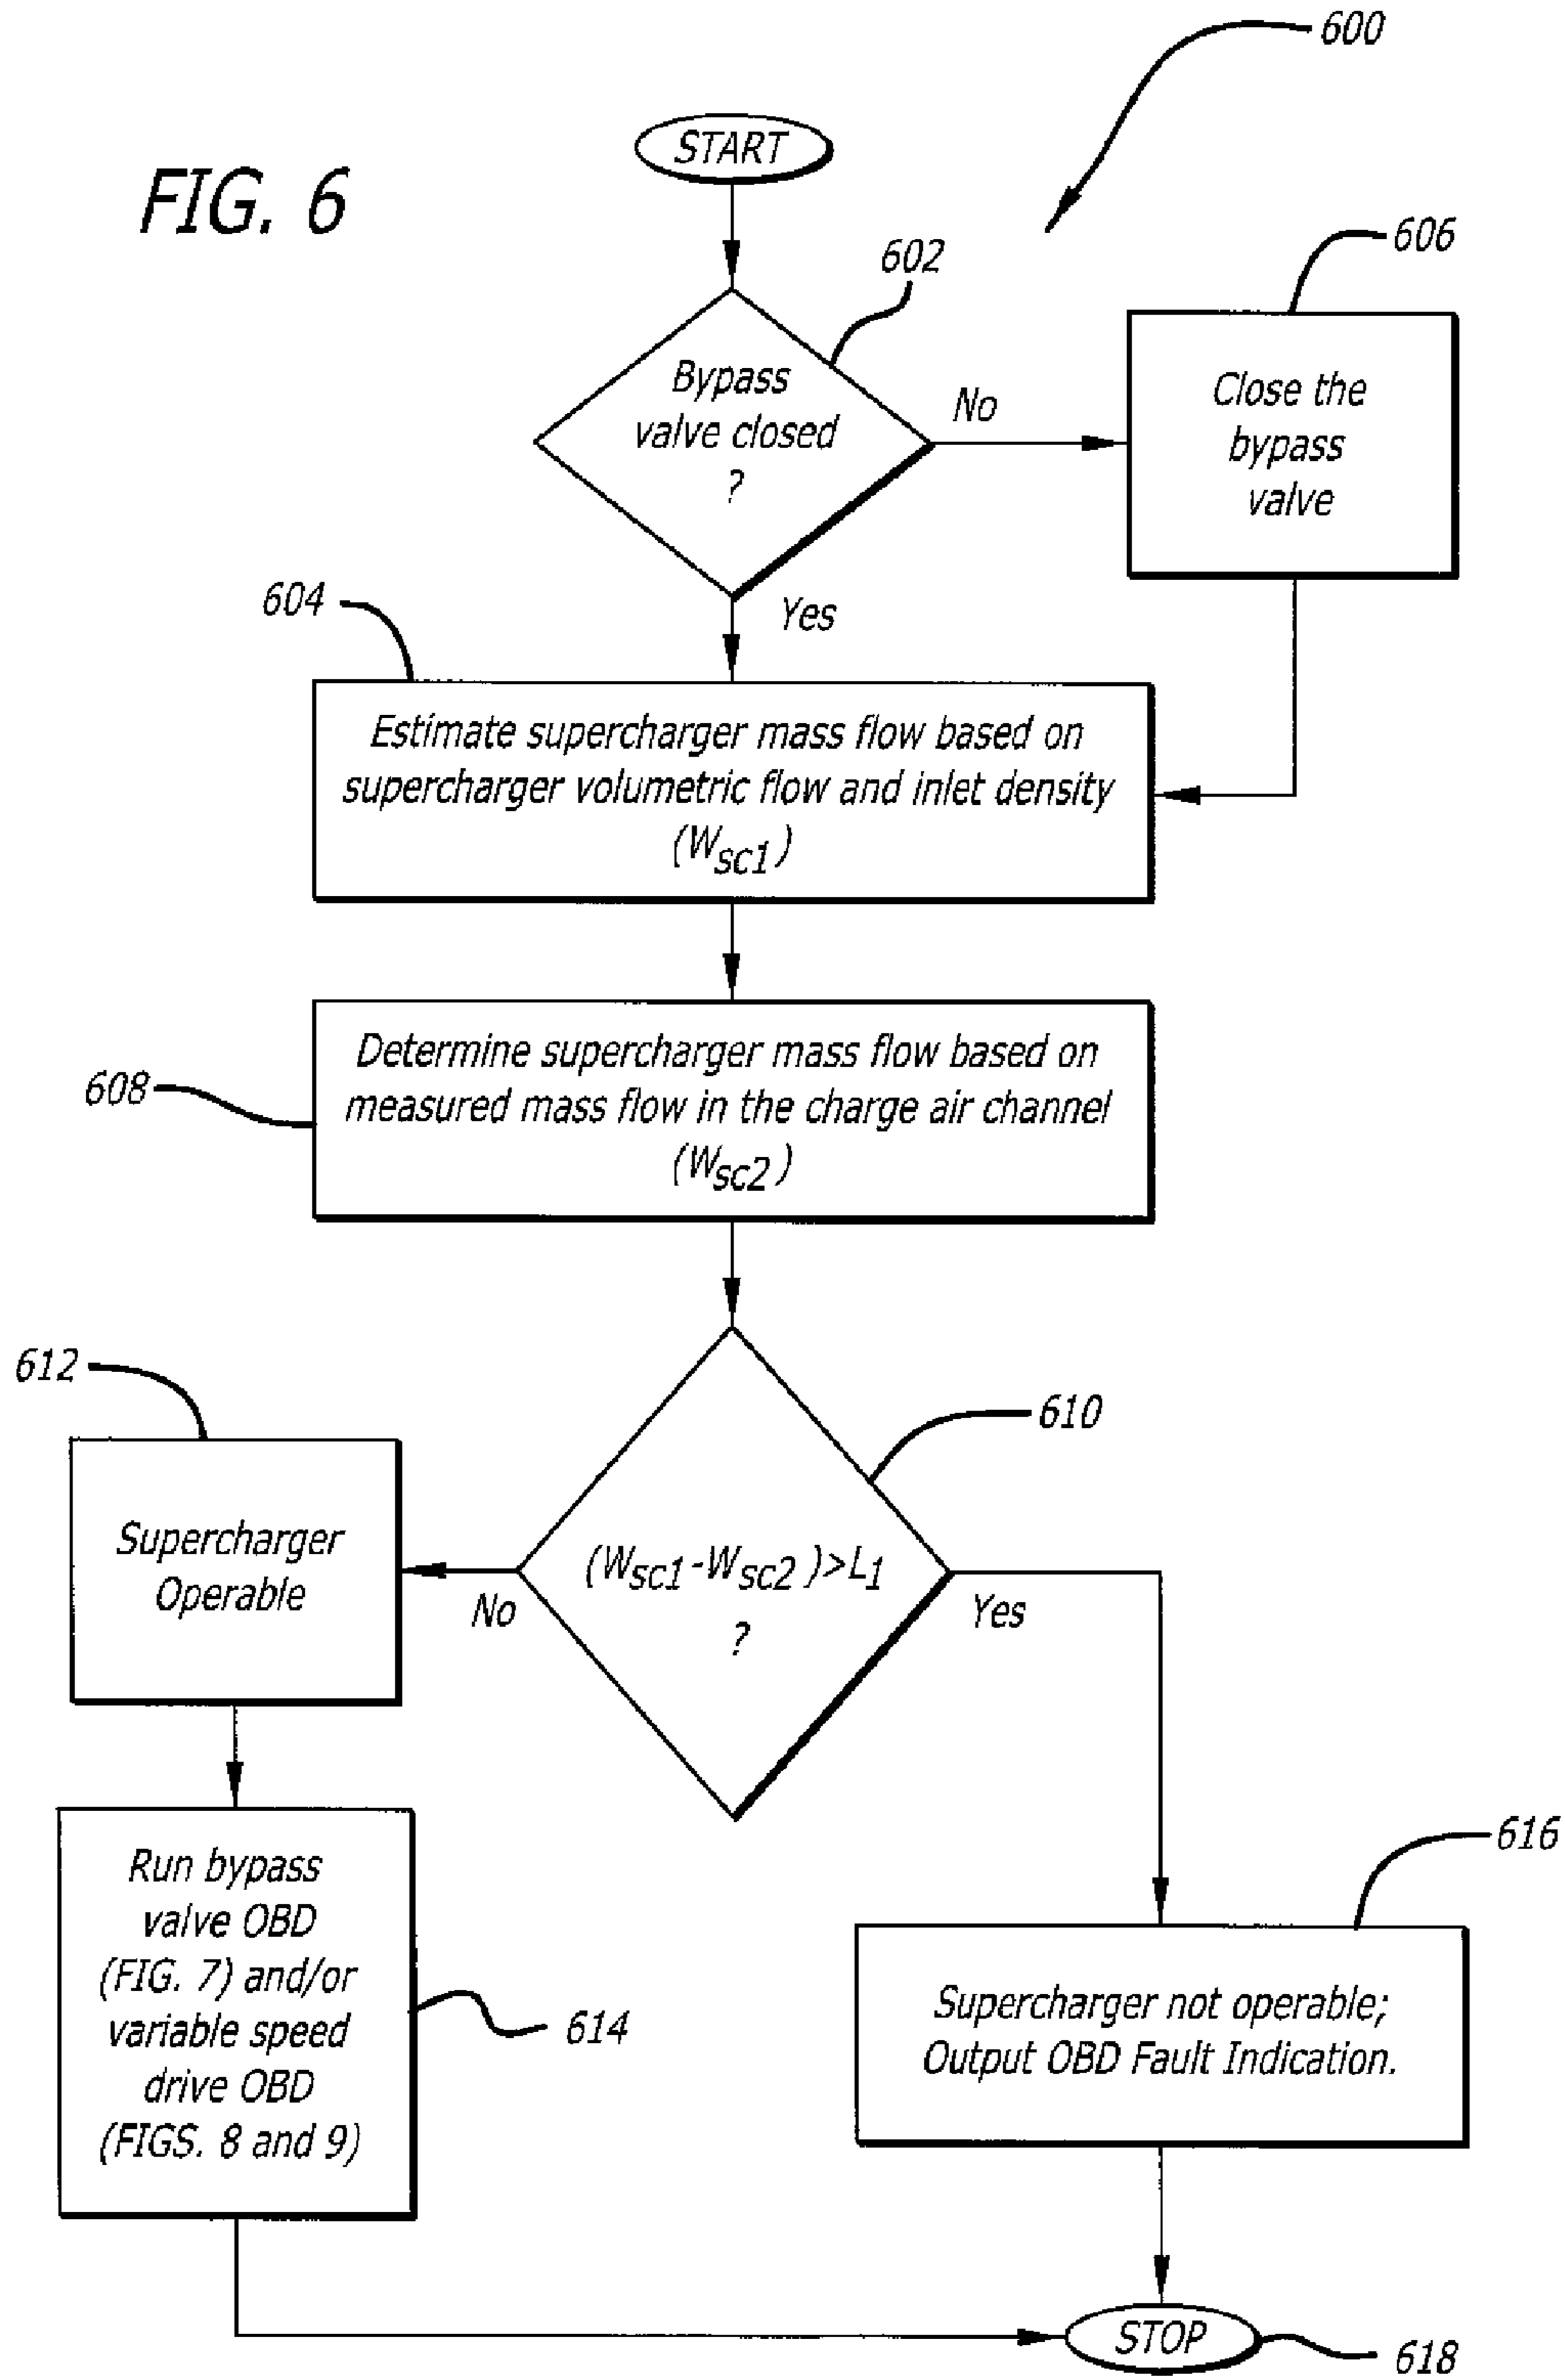 600
START
FIG. 6
602
606
Bypass
valve closed
?
No
Close the
bypass
valve
604
Yes
Estimate supercharger mass flow based on
supercharger volumetric flow and inlet density
(Wsc1)
Determine supercharger mass flow based on
measured mass flow in the charge air channel
(Wsc2)
608
612
610
Supercharger
Operable
(Wsc1-Wsc2)>L1
?
No
Yes
616
Run bypass
valve OBD
(FIG. 7) and/or
variable speed
drive OBD
(FIGS. 8 and 9)
614
Supercharger not operable;
Output OBD Fault Indication.
STOP
618